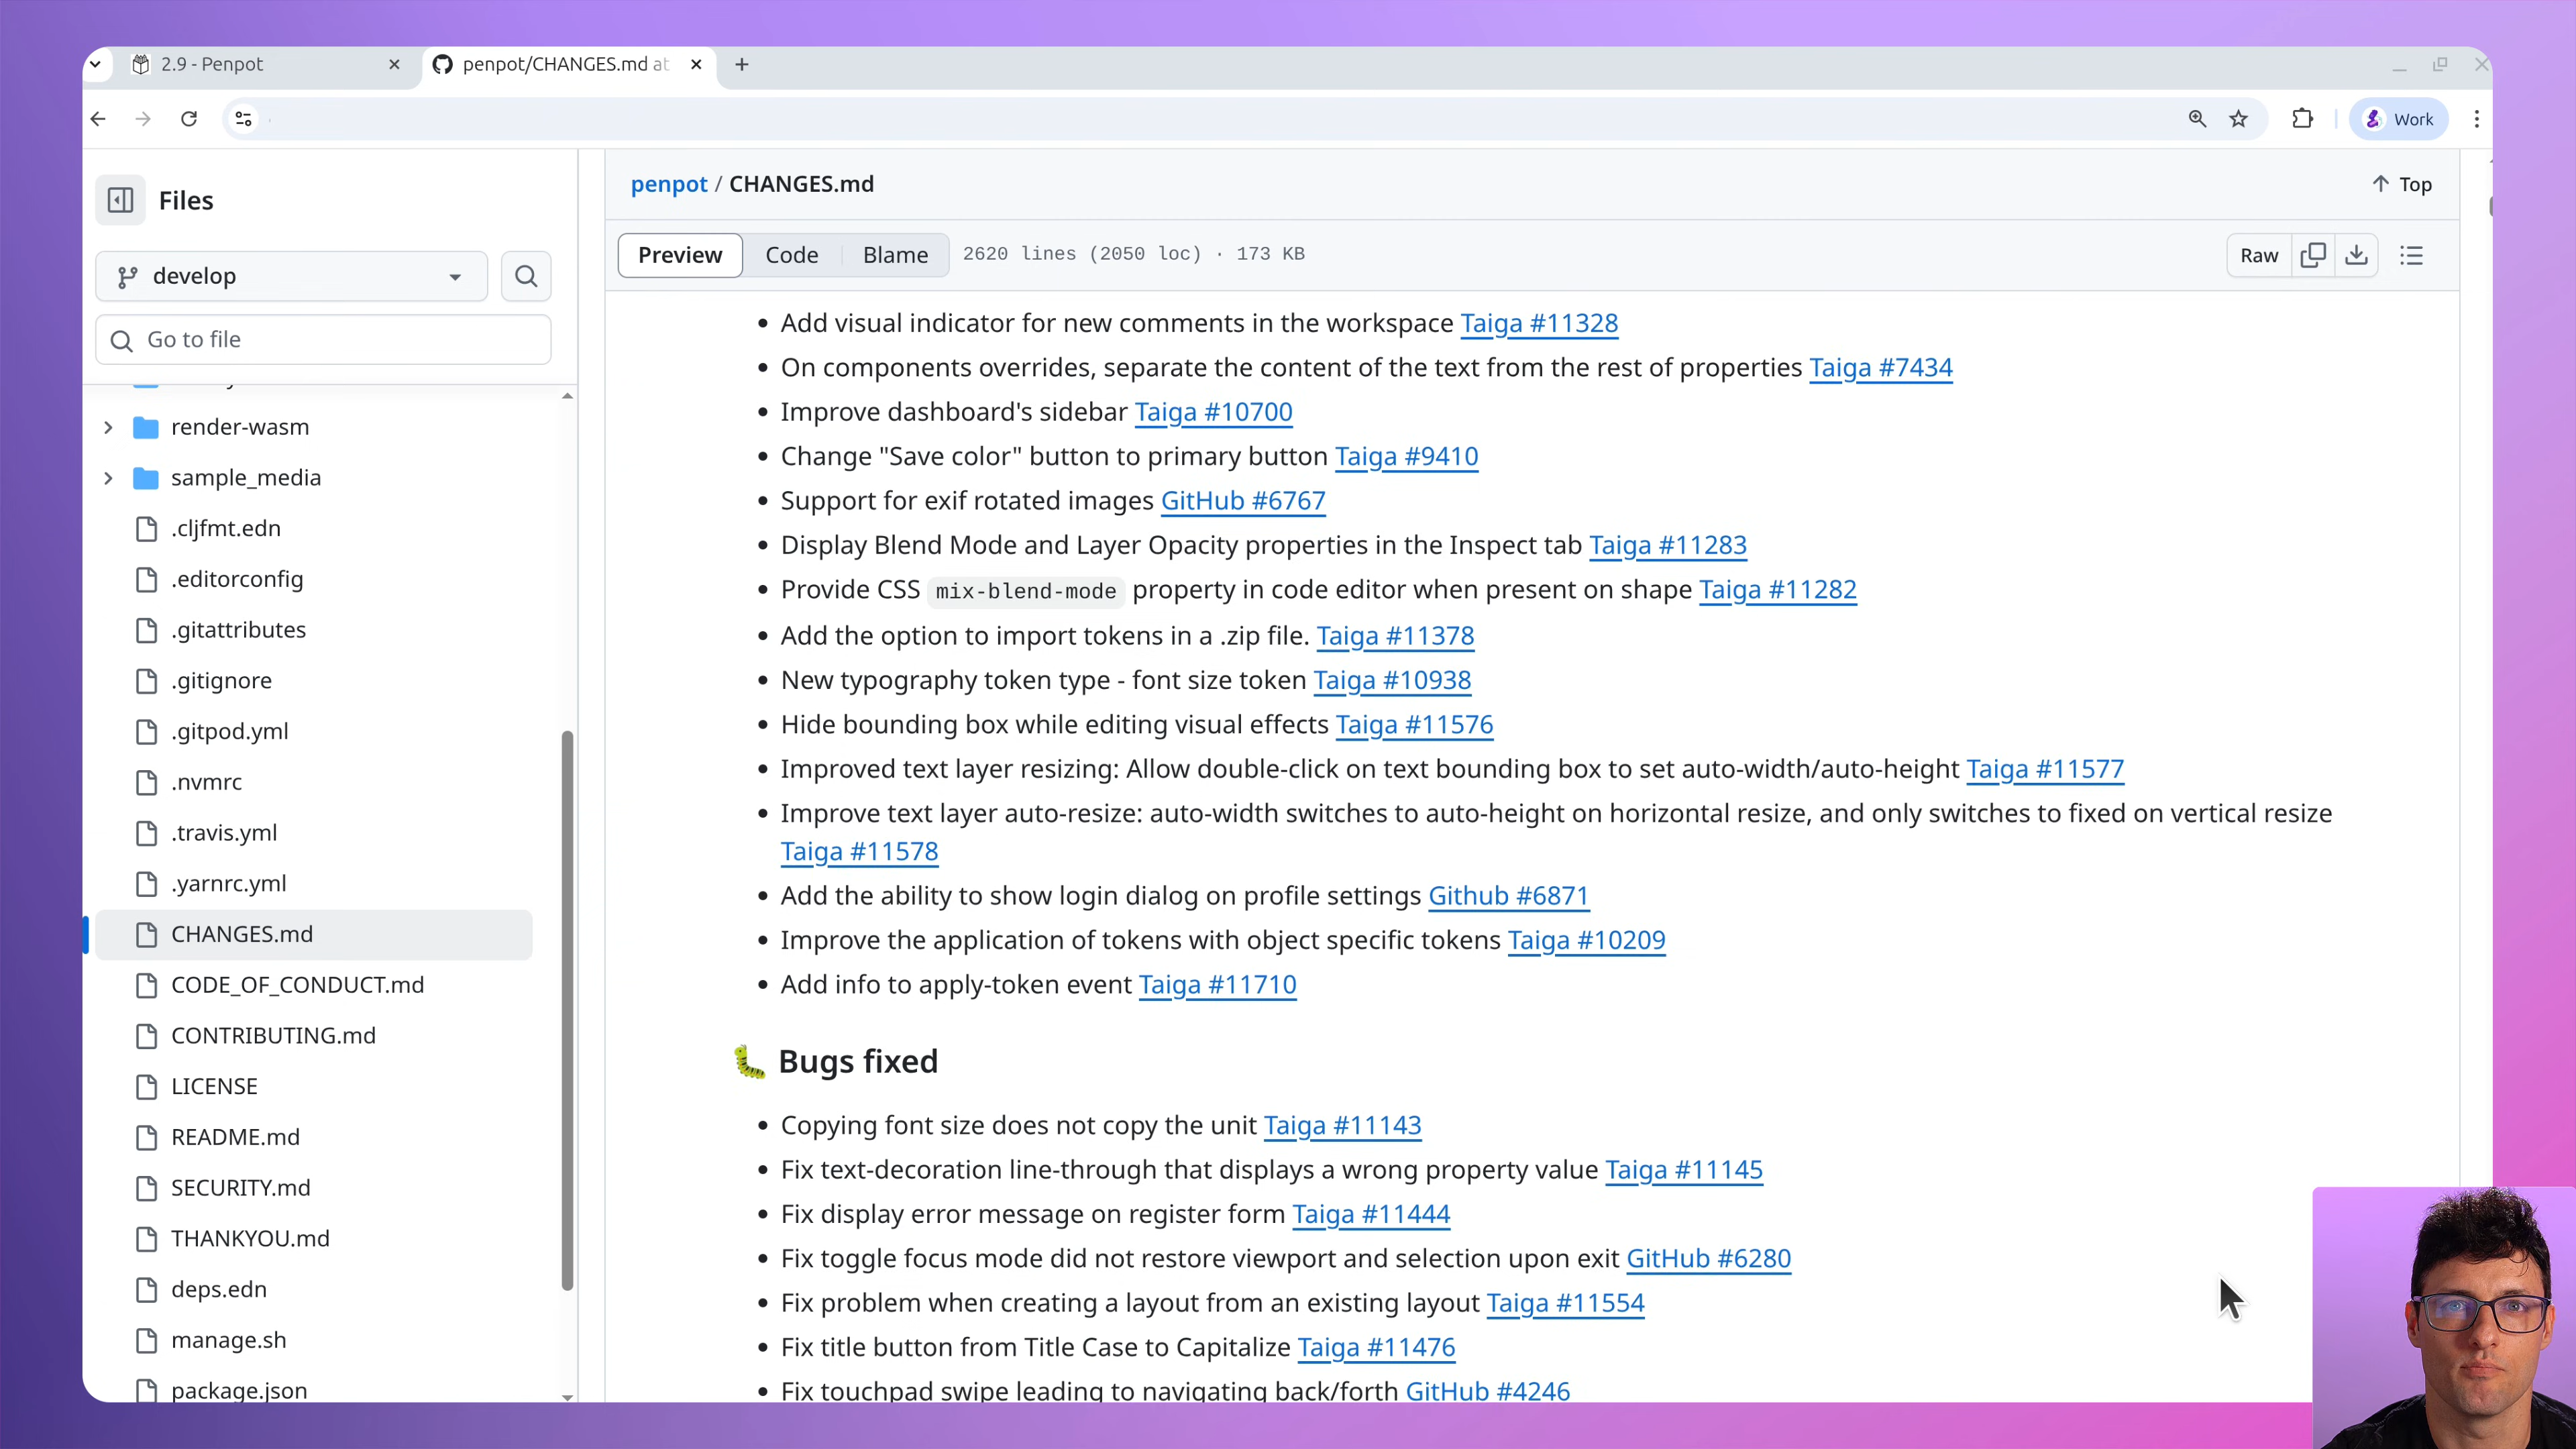 2.9 - Penpot
penpot/CHANGES.md at
Work
Files
develop
Go to file
render-wasm
sample_media
.cljfmt.edn
.editorconfig
.gitattributes
.gitignore
.gitpod.yml
.nvmrc
.travis.yml
.yarnrc.yml
CHANGES.md
CODE_OF_CONDUCT.md
CONTRIBUTING.md
LICENSE
README.md
SECURITY.md
THANKYOU.md
deps.edn
manage.sh
package.json
penpot / CHANGES.md
Top
Preview Code Blame 2620 lines (2050 loc) · 173 KB
Raw
• Add visual indicator for new comments in the workspace Taiga #11328
• On components overrides, separate the content of the text from the rest of properties Taiga #7434
• Improve dashboard's sidebar Taiga #10700
• Change "Save color" button to primary button Taiga #9410
• Support for exif rotated images GitHub #6767
• Display Blend Mode and Layer Opacity properties in the Inspect tab Taiga #11283
• Provide CSS mix-blend-mode property in code editor when present on shape Taiga #11282
• Add the option to import tokens in a .zip file. Taiga #11378
• New typography token type - font size token Taiga #10938
• Hide bounding box while editing visual effects Taiga #11576
• Improved text layer resizing: Allow double-click on text bounding box to set auto-width/auto-height Taiga #11577
• Improve text layer auto-resize: auto-width switches to auto-height on horizontal resize, and only switches to fixed on vertical resize
Taiga #11578
• Add the ability to show login dialog on profile settings Github #6871
• Improve the application of tokens with object specific tokens Taiga #10209
• Add info to apply-token event Taiga #11710
🐛 Bugs fixed
• Copying font size does not copy the unit Taiga #11143
• Fix text-decoration line-through that displays a wrong property value Taiga #11145
• Fix display error message on register form Taiga #11444
• Fix toggle focus mode did not restore viewport and selection upon exit GitHub #6280
• Fix problem when creating a layout from an existing layout Taiga #11554
• Fix title button from Title Case to Capitalize Taiga #11476
• Fix touchpad swipe leading to navigating back/forth GitHub #4246